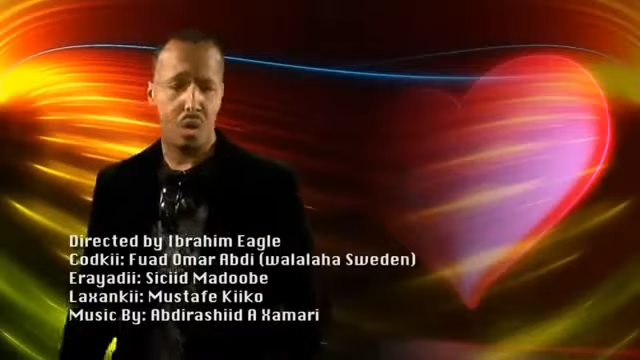 Directed by Ibrahim Eagle
Codkii: Fuad Omar Abdi (walalaha Sweden)
Erayadii: Siciid Madoobe
Laxankii: Mustafe Kiiko
Music By: Abdirashiid A Xamari